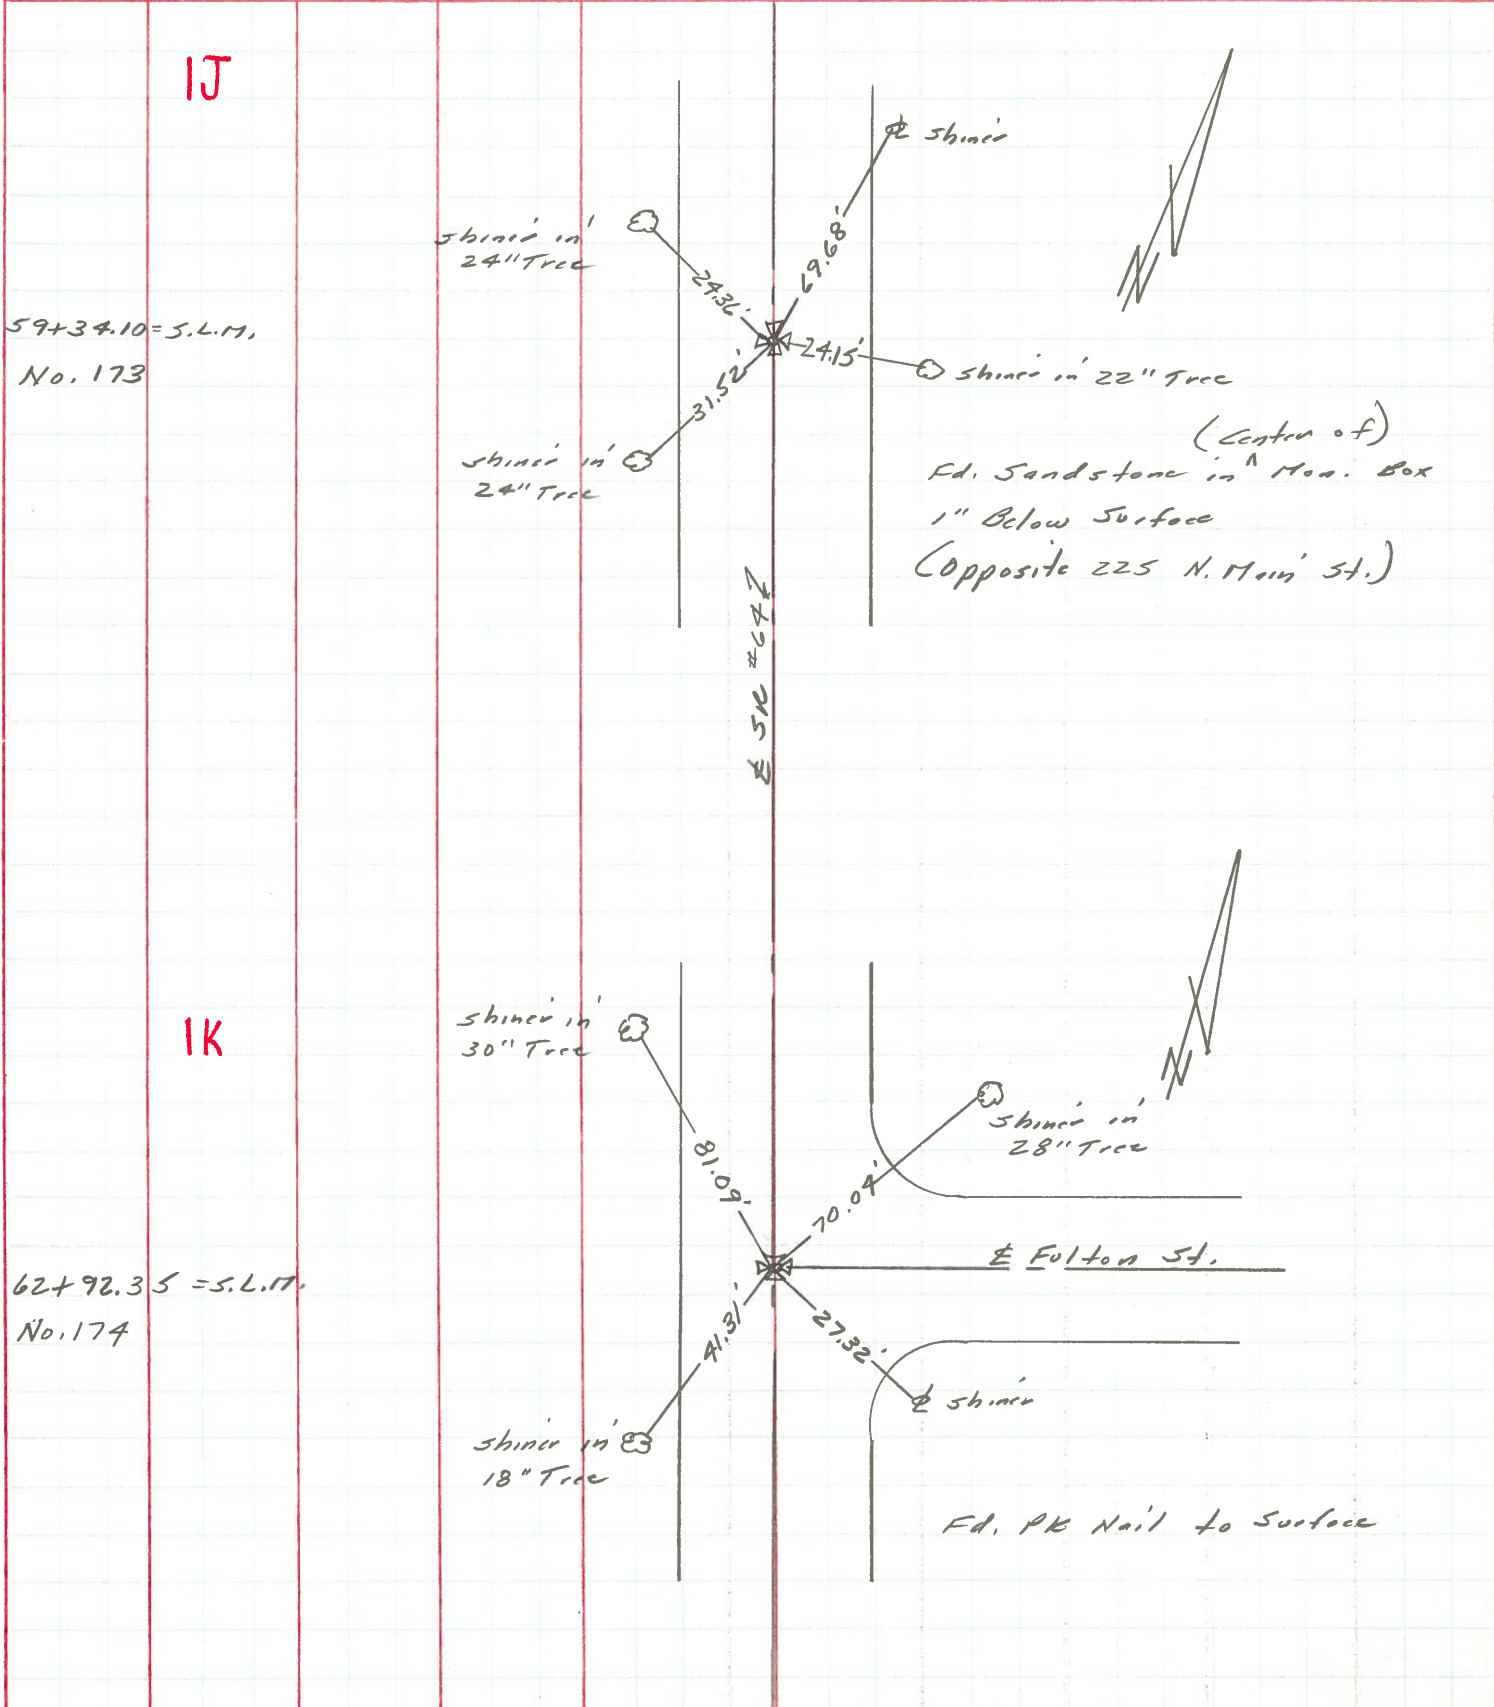 1J
℄ shiner
shiner in
24" Tree
69.68'
24.36'
59+34.10 = S.L.M.
No. 173
24.15'
shiner in 22" Tree
31.52'
shiner in
24" Tree
(Center of)
Fd. Sandstone in ^ Mon. Box
1" Below Surface
(Opposite 225 N. Main St.)
℄ SR #647
1K
shiner in
30" Tree
shiner in
28" Tree
81.09'
70.04'
℄ Fulton St.
62+92.35 = S.L.M.
No. 174
41.31'
27.32'
℄ shiner
shiner in
18" Tree
Fd. PK Nail to Surface